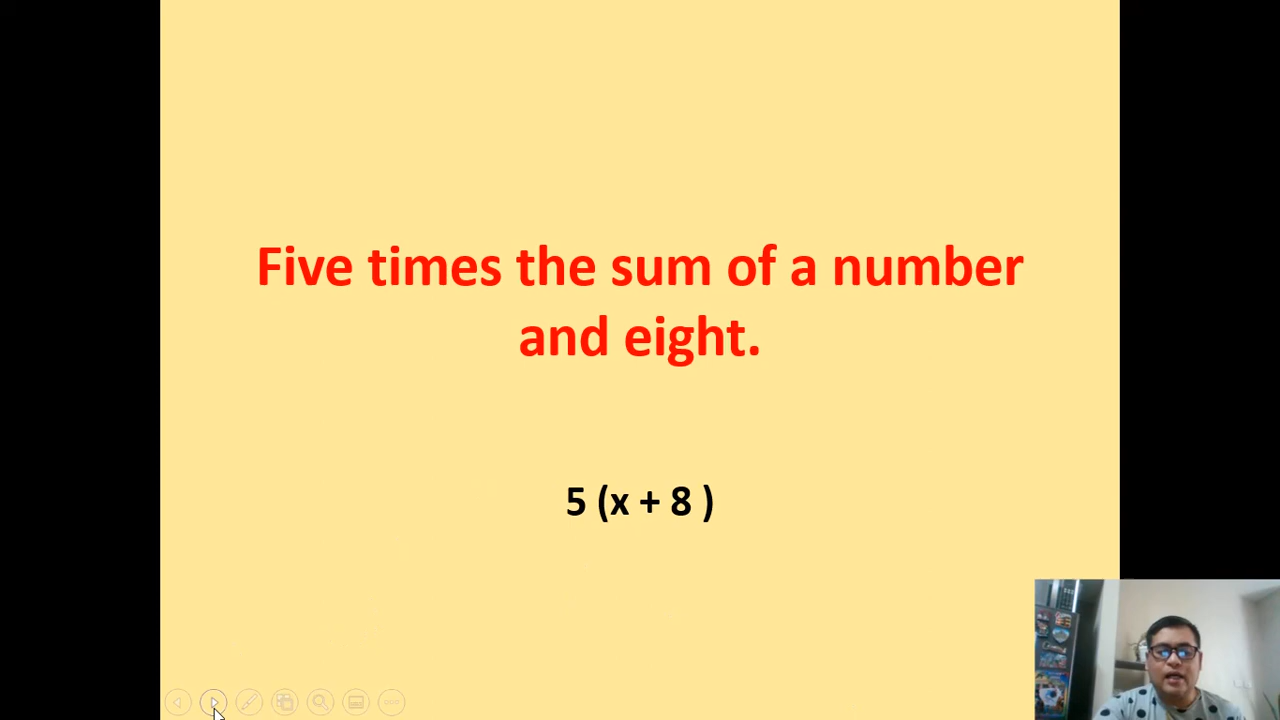 Five times the sum of a number
and eight.
5 (x + 8 )